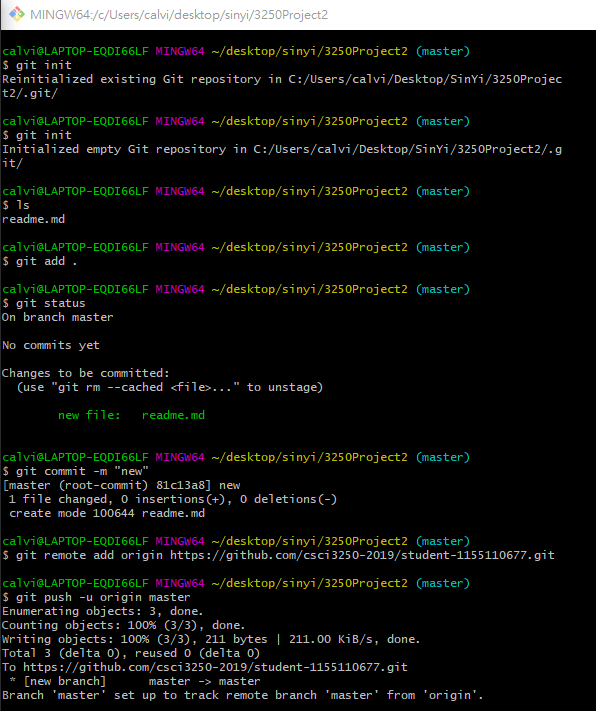 MINGW64:/c/Users/calvi/desktop/sinyi/3250Project2
calvi@LAPTOP-EQDI66LF MINGW64 ~/desktop/sinyi/3250Project2 (master)
$ git init
Reinitialized existing Git repository in C:/Users/calvi/Desktop/SinYi/3250Projec
t2/.git/
calvi@LAPTOP-EQDI66LF MINGW64 ~/desktop/sinyi/3250Project2 (master)
$ git init
Initialized empty Git repository in C:/Users/calvi/Desktop/SinYi/3250Project2/.g
it/
calvi@LAPTOP-EQDI66LF MINGW64 ~/desktop/sinyi/3250Project2 (master)
$ ls
readme.md
calvi@LAPTOP-EQDI66LF MINGW64 ~/desktop/sinyi/3250Project2 (master)
$ git add .
calvi@LAPTOP-EQDI66LF MINGW64 ~/desktop/sinyi/3250Project2 (master)
$ git status
On branch master
No commits yet
Changes to be committed:
  (use "git rm --cached <file>..." to unstage)
        new file:   readme.md
calvi@LAPTOP-EQDI66LF MINGW64 ~/desktop/sinyi/3250Project2 (master)
$ git commit -m "new"
[master (root-commit) 81c13a8] new
 1 file changed, 0 insertions(+), 0 deletions(-)
 create mode 100644 readme.md
calvi@LAPTOP-EQDI66LF MINGW64 ~/desktop/sinyi/3250Project2 (master)
$ git remote add origin https://github.com/csci3250-2019/student-1155110677.git
calvi@LAPTOP-EQDI66LF MINGW64 ~/desktop/sinyi/3250Project2 (master)
$ git push -u origin master
Enumerating objects: 3, done.
Counting objects: 100% (3/3), done.
Writing objects: 100% (3/3), 211 bytes | 211.00 KiB/s, done.
Total 3 (delta 0), reused 0 (delta 0)
To https://github.com/csci3250-2019/student-1155110677.git
 * [new branch]      master -> master
Branch 'master' set up to track remote branch 'master' from 'origin'.